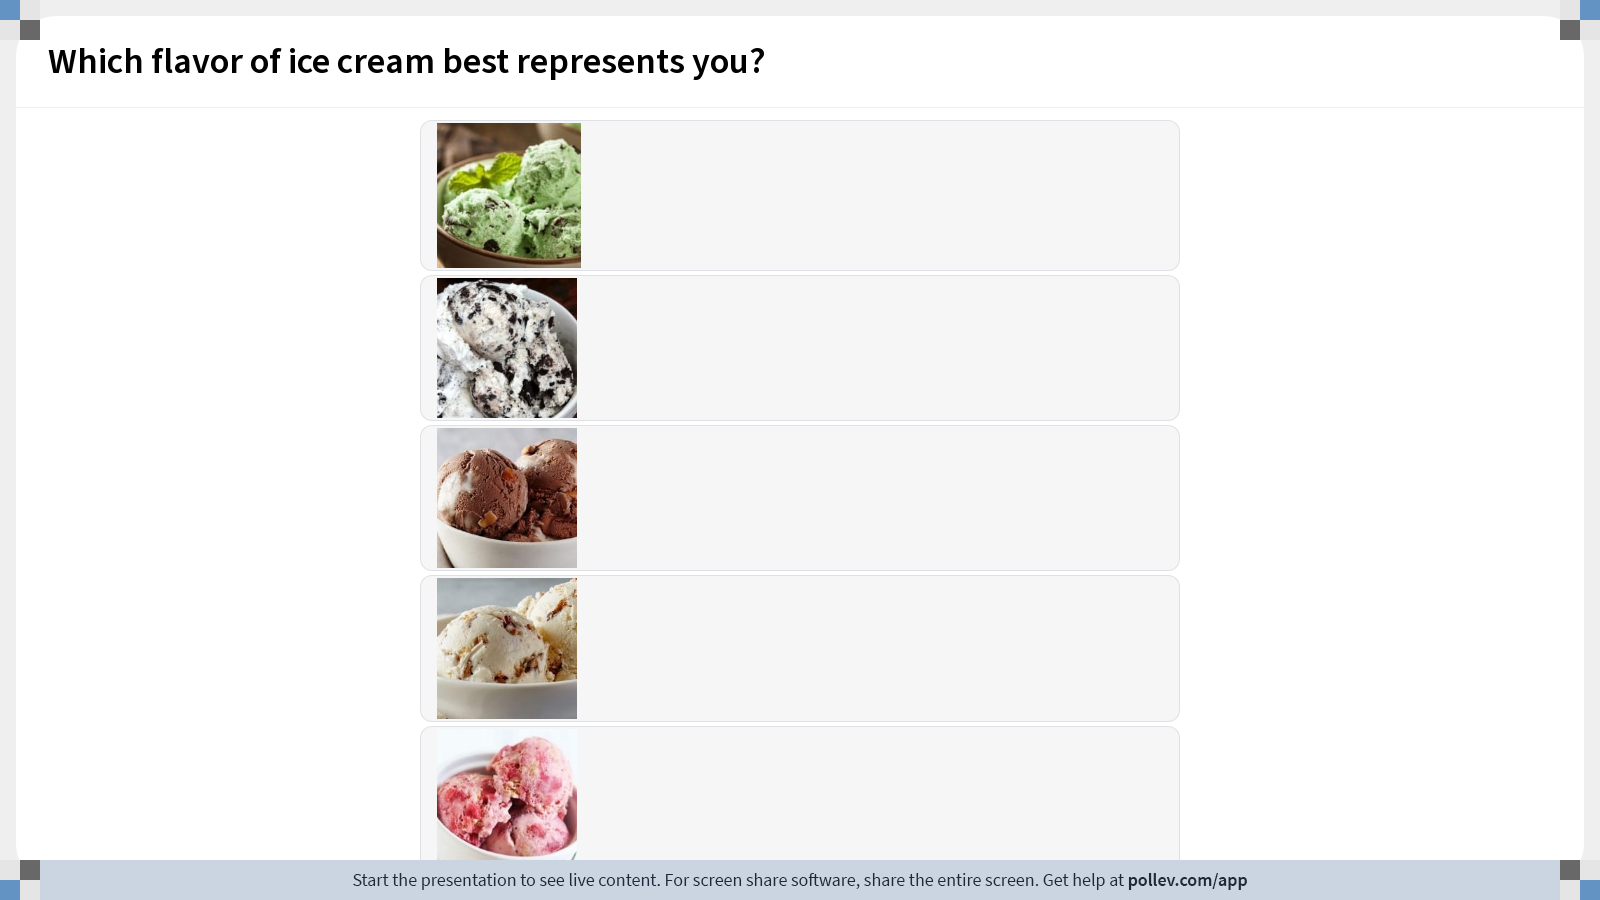 Which flavor of ice cream best represents you?
Start the presentation to see live content. For screen share software, share the entire screen. Get help at pollev.com/app